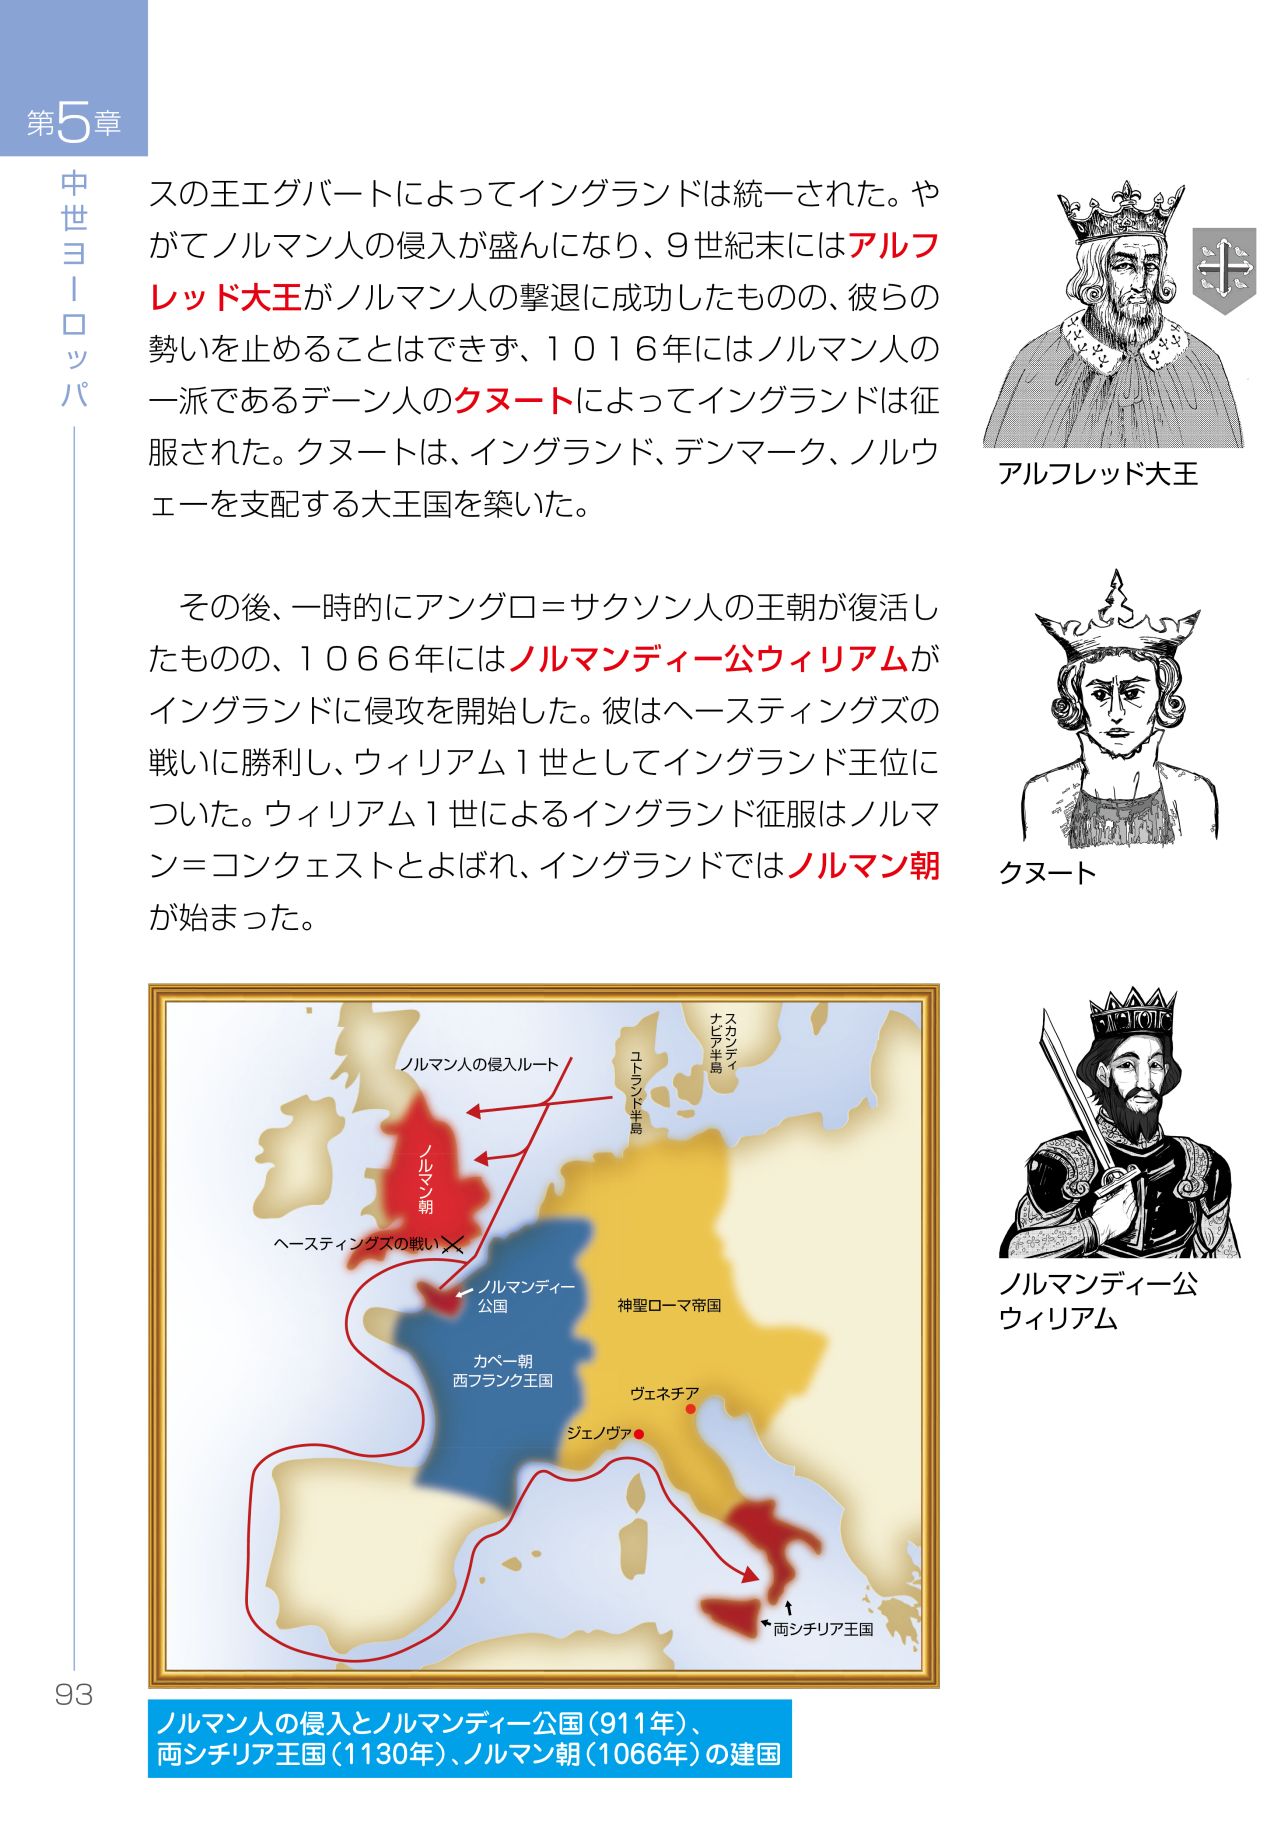 第5章
中世ヨーロッパ
スの王エグバートによってイングランドは統一された。や
がてノルマン人の侵入が盛んになり、9世紀末にはアルフ
レッド大王がノルマン人の撃退に成功したものの、彼らの
勢いを止めることはできず、1016年にはノルマン人の
一派であるデーン人のクヌートによってイングランドは征
服された。クヌートは、イングランド、デンマーク、ノルウ
ェーを支配する大王国を築いた。
その後、一時的にアングロ=サクソン人の王朝が復活し
たものの、1066年にはノルマンディー公ウィリアムが
イングランドに侵攻を開始した。彼はヘースティングズの
戦いに勝利し、ウィリアム1世としてイングランド王位に
ついた。ウィリアム1世によるイングランド征服はノルマ
ン=コンクェストとよばれ、イングランドではノルマン朝
が始まった。
アルフレッド大王
クヌート
ノルマンディー公
ウィリアム
スカンディ
ナビア半島
ユトランド半島
ノルマン人の侵入ルート
ノルマン朝
ヘースティングズの戦い
ノルマンディー
公国
神聖ローマ帝国
カペー朝
西フランク王国
ヴェネチア
ジェノヴァ
両シチリア王国
93
ノルマン人の侵入とノルマンディー公国(911年)、
両シチリア王国(1130年)、ノルマン朝(1066年)の建国